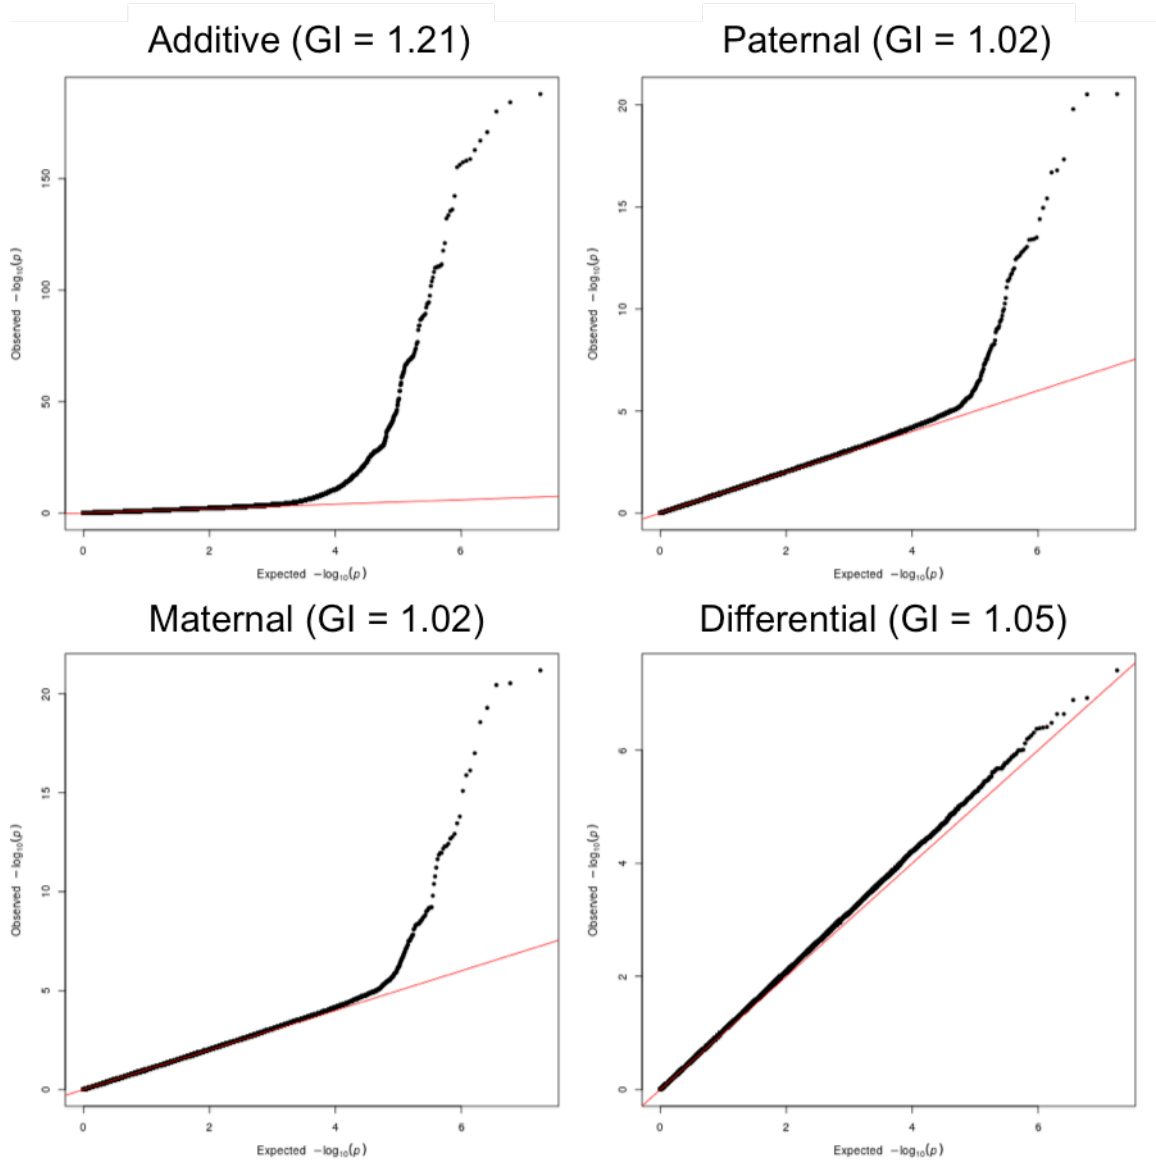 Additive (GI = 1.21)
150
100
50
0
Observed −log10(p)
0 2 4 6
Expected −log10(p)
Paternal (GI = 1.02)
20
15
10
5
0
Observed −log10(p)
0 2 4 6
Expected −log10(p)
Maternal (GI = 1.02)
20
15
10
5
0
Observed −log10(p)
0 2 4 6
Expected −log10(p)
Differential (GI = 1.05)
6
4
2
0
Observed −log10(p)
0 2 4 6
Expected −log10(p)